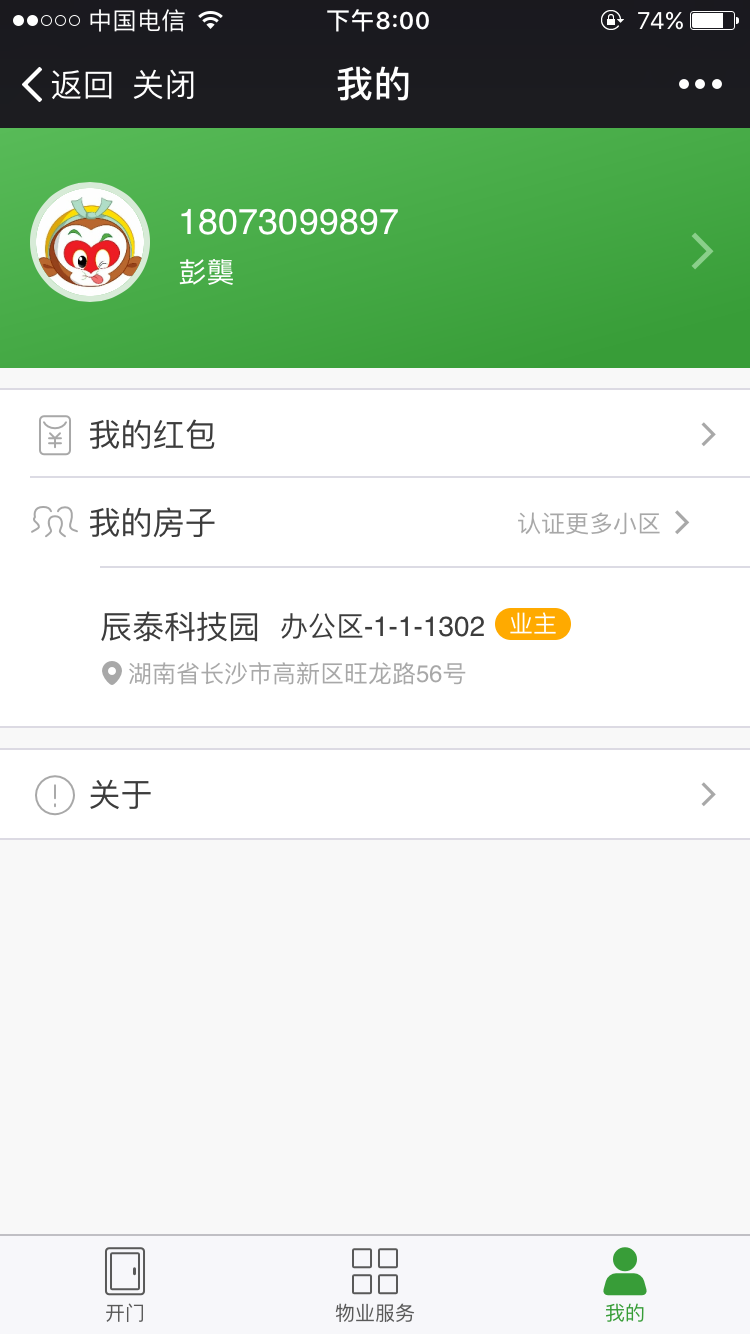 中国电信 下午8:00 74%
返回 关闭 我的
18073099897
彭龑
我的红包
我的房子 认证更多小区
辰泰科技园 办公区-1-1-1302 业主
湖南省长沙市高新区旺龙路56号
关于
开门 物业服务 我的